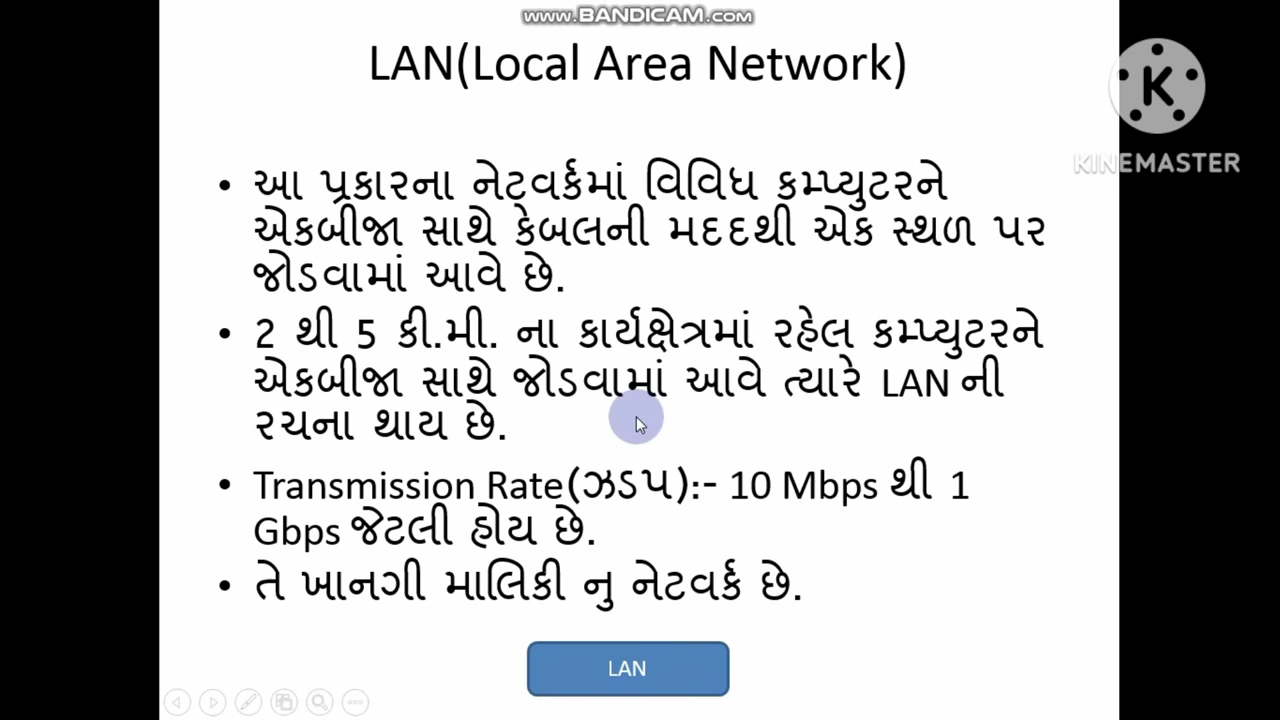 www.BANDICAM.com
LAN(Local Area Network)
K
KINEMASTER
• આ પ્રકારના નેટવર્કમાં વિવિધ કમ્પ્યુટરને
એકબીજા સાથે કેબલની મદદથી એક સ્થળ પર
જોડવામાં આવે છે.
• 2 થી 5 કી.મી. ના કાર્યક્ષેત્રમાં રહેલ કમ્પ્યુટરને
એકબીજા સાથે જોડવામાં આવે ત્યારે LAN ની
રચના થાય છે.
• Transmission Rate(ઝડપ):- 10 Mbps થી 1
Gbps જેટલી હોય છે.
• તે ખાનગી માલિકી નુ નેટવર્ક છે.
LAN